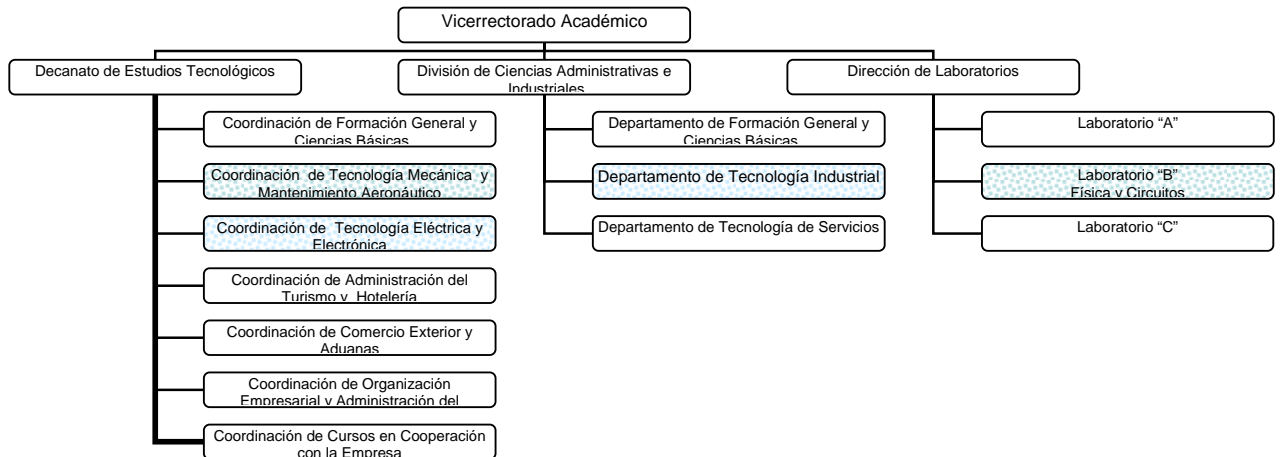 Vicerrectorado Académico
Decanato de Estudios Tecnológicos
División de Ciencias Administrativas e
Industriales
Dirección de Laboratorios
Coordinación de Formación General y
Ciencias Básicas
Coordinación de Tecnología Mecánica y
Mantenimiento Aeronáutico
Coordinación de Tecnología Eléctrica y
Electrónica
Coordinación de Administración del
Turismo y Hotelería
Coordinación de Comercio Exterior y
Aduanas
Coordinación de Organización
Empresarial y Administración del
Coordinación de Cursos en Cooperación
con la Empresa
Departamento de Formación General y
Ciencias Básicas
Departamento de Tecnología Industrial
Departamento de Tecnología de Servicios
Laboratorio “A”
Laboratorio “B”
Física y Circuitos
Laboratorio “C”